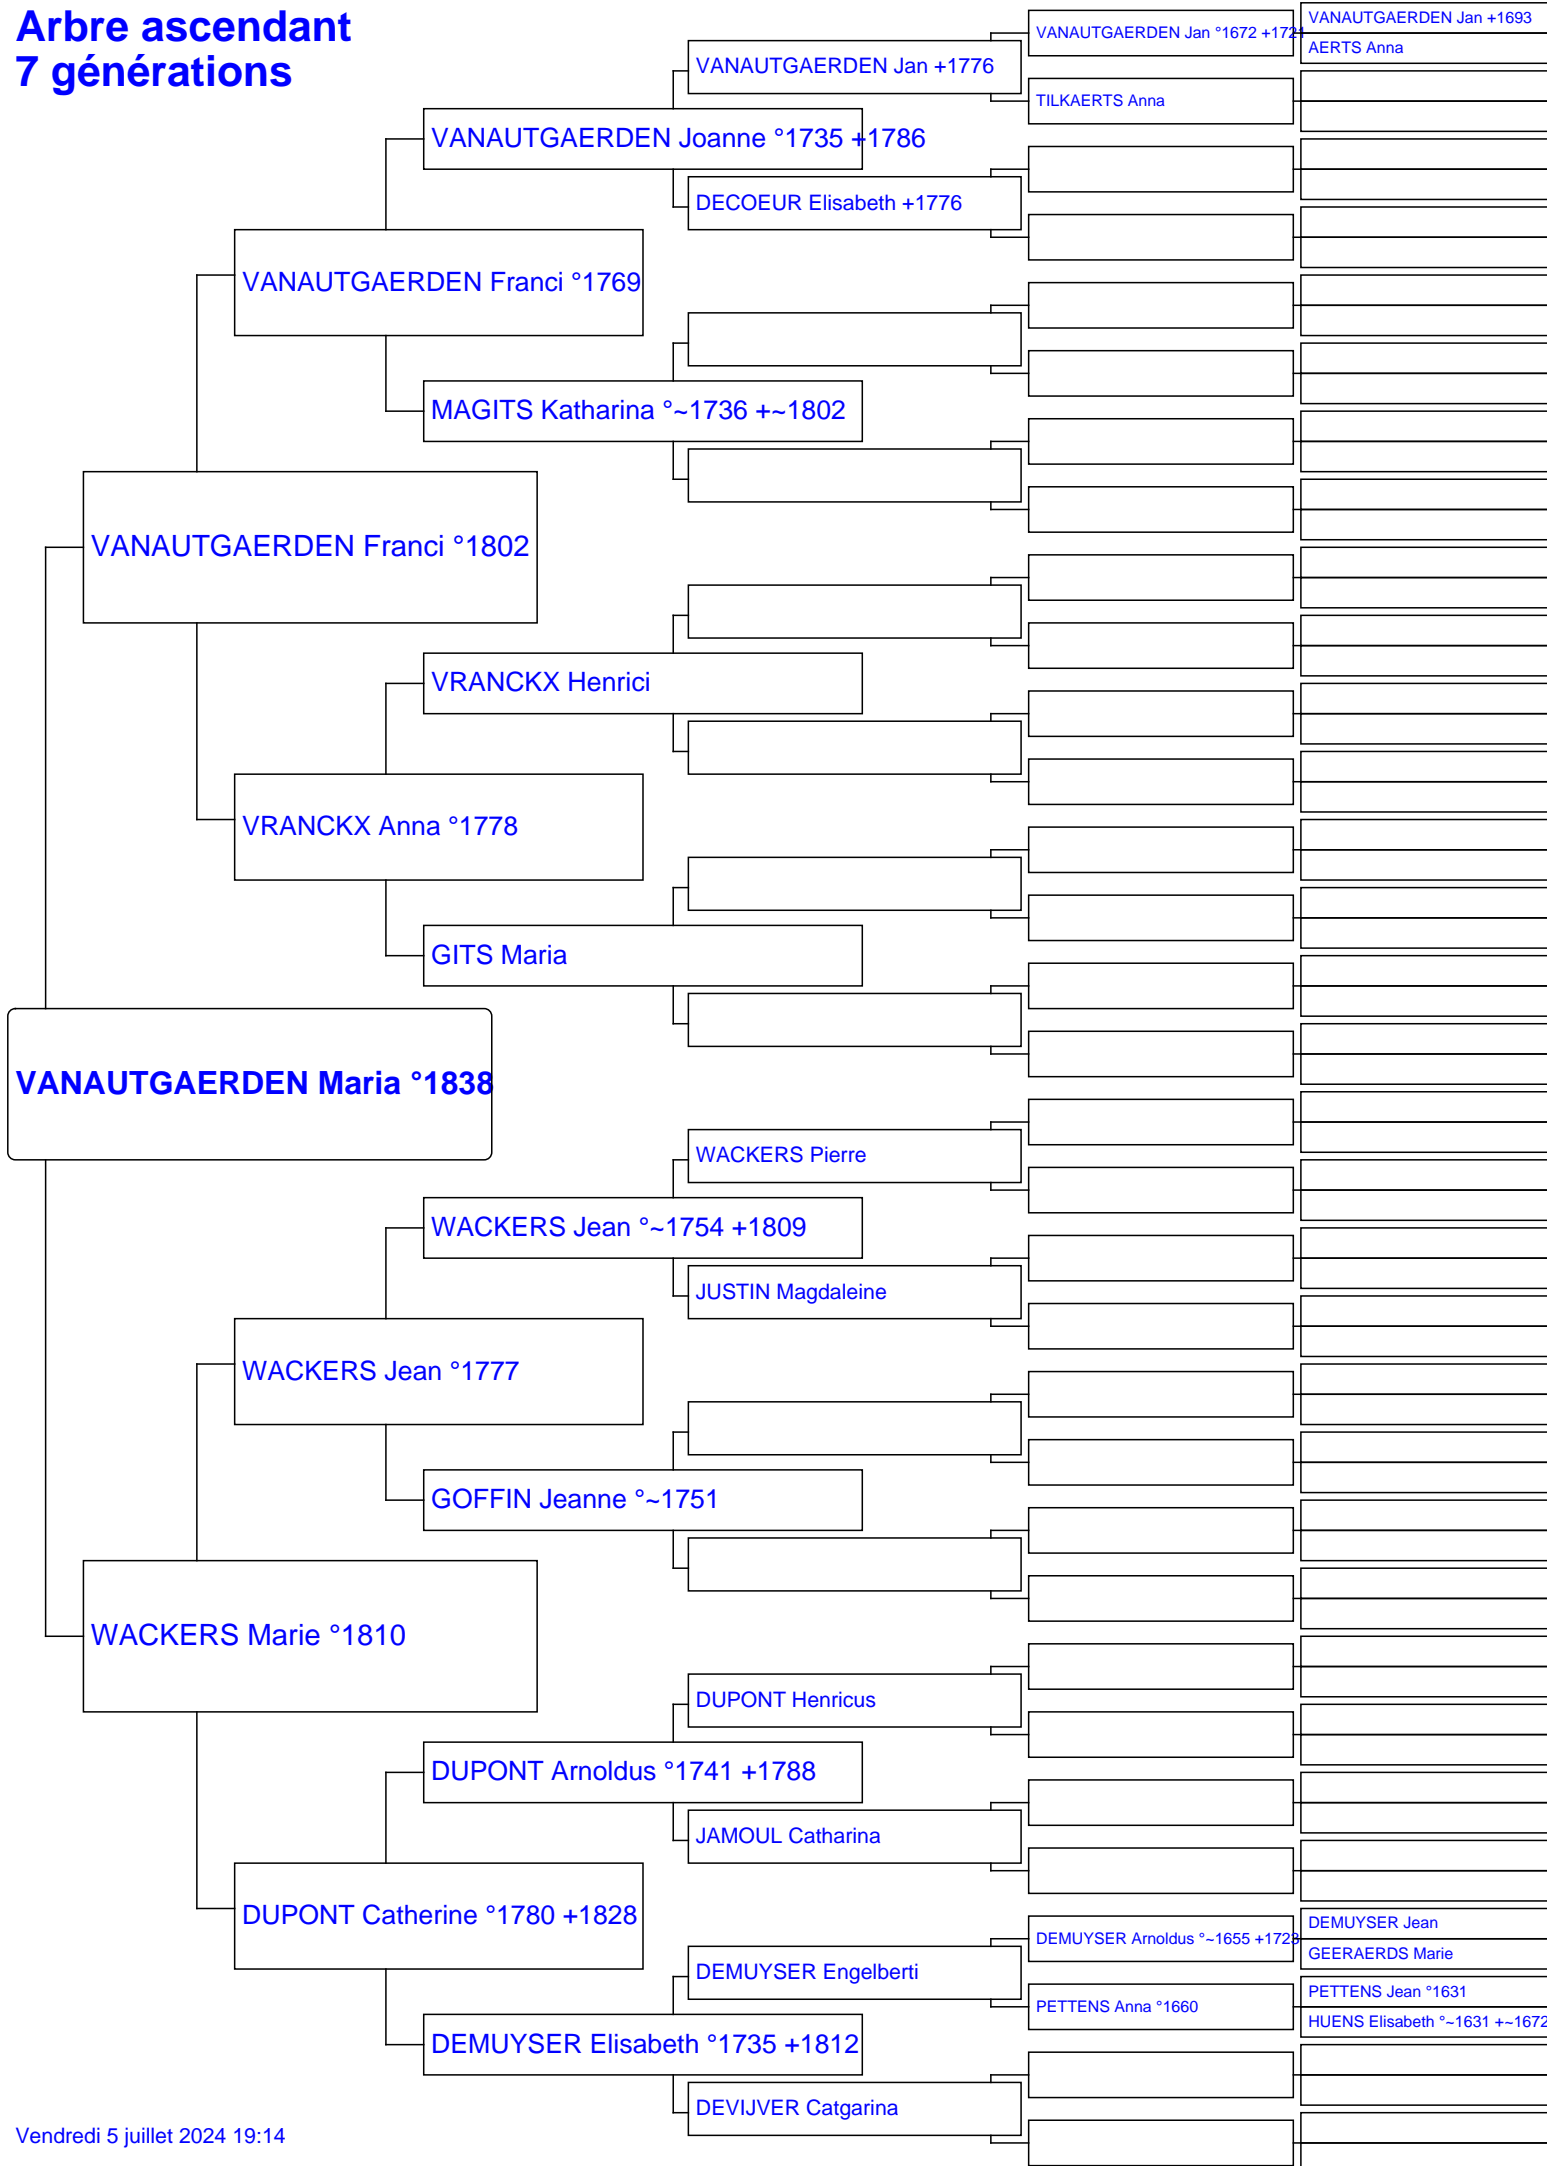 Arbre ascendant
7 générations
VANAUTGAERDEN Jan +1693
VANAUTGAERDEN Jan °1672 +1721
AERTS Anna
VANAUTGAERDEN Jan +1776
TILKAERTS Anna
VANAUTGAERDEN Joanne °1735 +1786
DECOEUR Elisabeth +1776
VANAUTGAERDEN Franci °1769
MAGITS Katharina °~1736 +~1802
VANAUTGAERDEN Franci °1802
VRANCKX Henrici
VRANCKX Anna °1778
GITS Maria
VANAUTGAERDEN Maria °1838
WACKERS Pierre
WACKERS Jean °~1754 +1809
JUSTIN Magdaleine
WACKERS Jean °1777
GOFFIN Jeanne °~1751
WACKERS Marie °1810
DUPONT Henricus
DUPONT Arnoldus °1741 +1788
JAMOUL Catharina
DUPONT Catherine °1780 +1828
DEMUYSER Jean
DEMUYSER Arnoldus °~1655 +1723
GEERAERDS Marie
DEMUYSER Engelberti
PETTENS Jean °1631
PETTENS Anna °1660
HUENS Elisabeth °~1631 +~1672
DEMUYSER Elisabeth °1735 +1812
DEVIJVER Catgarina
Vendredi 5 juillet 2024 19:14